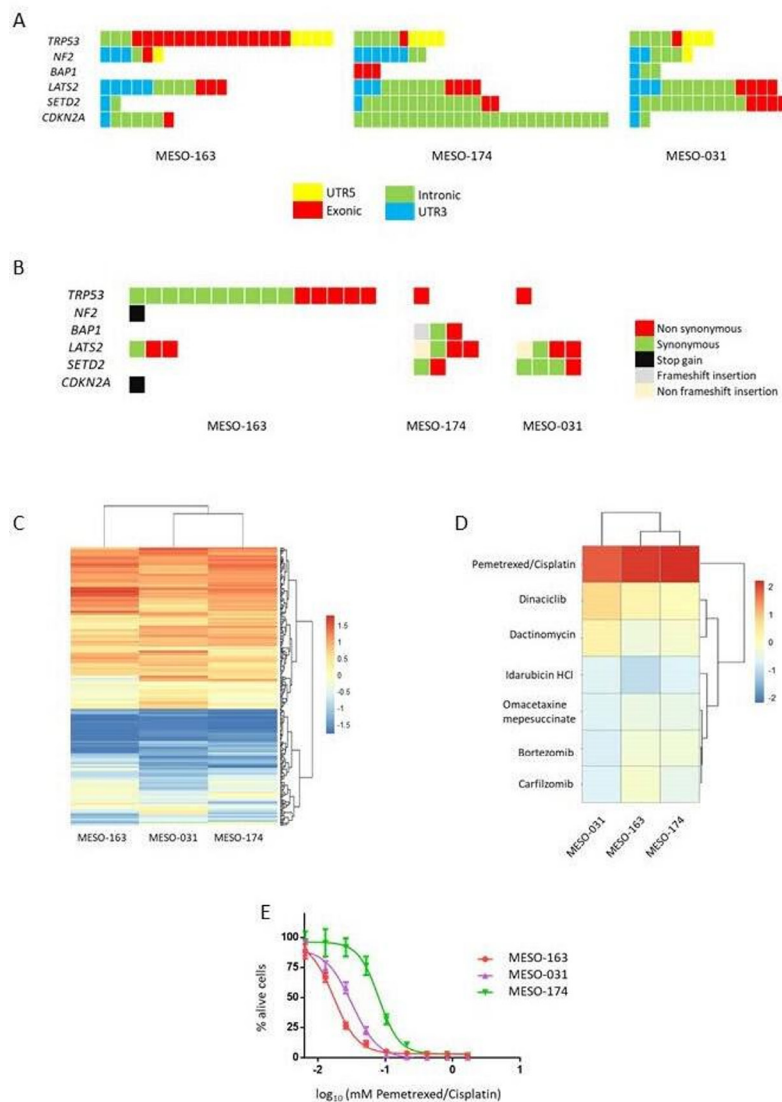 A
TRP53
NF2
BAP1
LATS2
SETD2
CDKN2A
MESO-163 MESO-174 MESO-031
UTR5 Intronic
Exonic UTR3
B
TRP53
NF2
BAP1
LATS2
SETD2
CDKN2A
Non synonymous
Synonymous
Stop gain
Frameshift insertion
Non frameshift insertion
MESO-163 MESO-174 MESO-031
C
1.5
1
0.5
0
-0.5
-1
-1.5
MESO-163 MESO-031 MESO-174
D
Pemetrexed/Cisplatin
Dinaciclib
Dactinomycin
Idarubicin HCl
Omacetaxine
mepesuccinate
Bortezomib
Carfilzomib
2
1
0
-1
-2
MESO-031 MESO-163 MESO-174
E
% alive cells
100
75
50
25
0
-2 -1 0 1
log10 (mM Pemetrexed/Cisplatin)
MESO-163
MESO-031
MESO-174